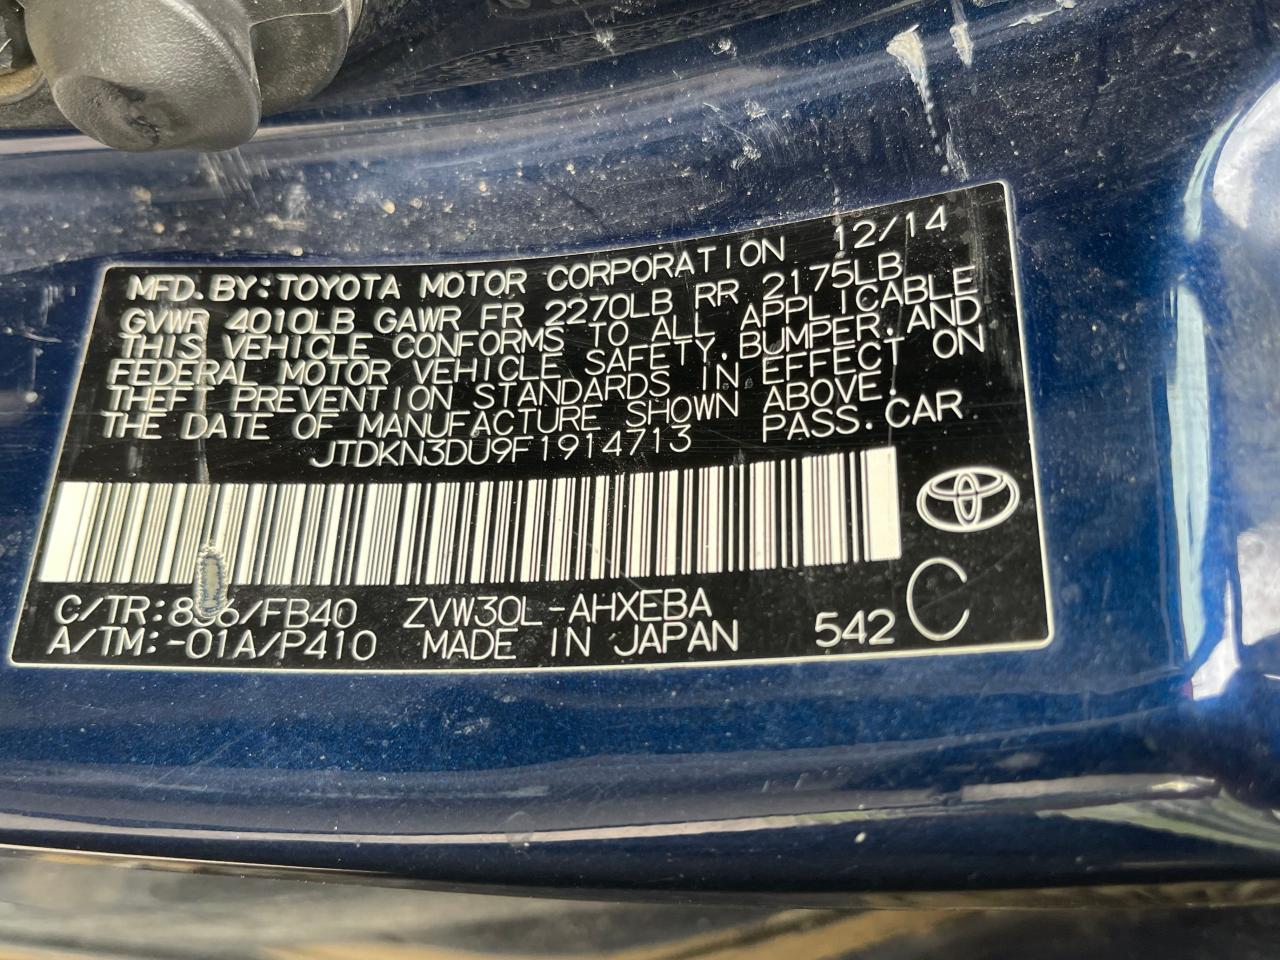 MFD.BY:TOYOTA MOTOR CORPORATION 12/14
GVWR 4010LB GAWR FR 2270LB RR 2175LB
THIS VEHICLE CONFORMS TO ALL APPLICABLE
FEDERAL MOTOR VEHICLE SAFETY,BUMPER,AND
THEFT PREVENTION STANDARDS IN EFFECT ON
THE DATE OF MANUFACTURE SHOWN ABOVE.
JTDKN3DU9F1914713 PASS.CAR
C/TR: /FB40 ZVW30L-AHXEBA
A/TM:-01A/P410 MADE IN JAPAN 542 C